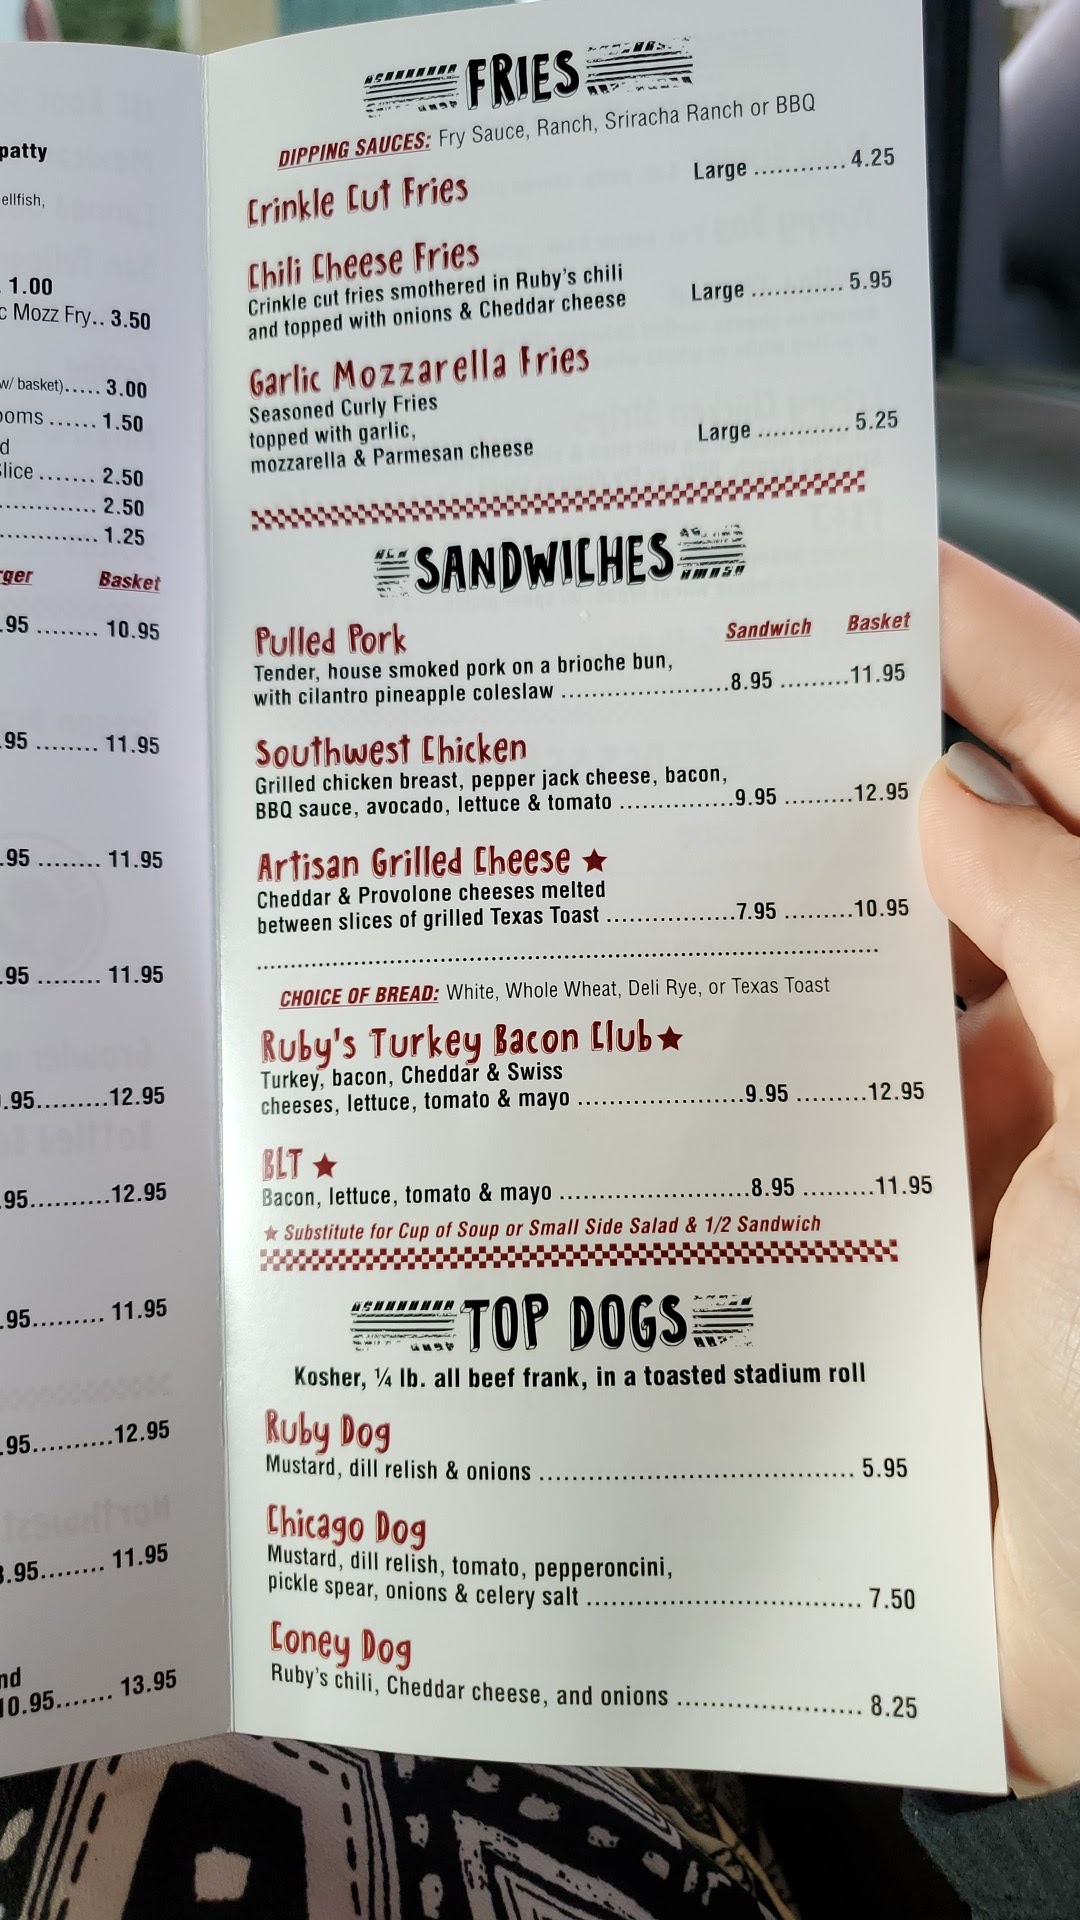 patty
ellfish,
1.00
c Mozz Fry.. 3.50
w/ basket)..... 3.00
ooms ...... 1.50
d
Slice ....... 2.50
............. 2.50
............. 1.25
rger Basket
.95 ........ 10.95
.95 ........ 11.95
.95 ........ 11.95
.95 ........ 11.95
.95.........12.95
.95..........12.95
.95......... 11.95
.95..........12.95
.95........ 11.95
nd
10.95....... 13.95
FRIES
DIPPING SAUCES: Fry Sauce, Ranch, Sriracha Ranch or BBQ
Crinkle Cut Fries Large ............ 4.25
Chili Cheese Fries
Crinkle cut fries smothered in Ruby's chili
and topped with onions & Cheddar cheese Large ............ 5.95
Garlic Mozzarella Fries
Seasoned Curly Fries
topped with garlic,
mozzarella & Parmesan cheese Large ............ 5.25
SANDWICHES
Pulled Pork Sandwich Basket
Tender, house smoked pork on a brioche bun,
with cilantro pineapple coleslaw ......................8.95 .........11.95
Southwest Chicken
Grilled chicken breast, pepper jack cheese, bacon,
BBQ sauce, avocado, lettuce & tomato ...............9.95 .........12.95
Artisan Grilled Cheese ★
Cheddar & Provolone cheeses melted
between slices of grilled Texas Toast .................7.95 .........10.95
CHOICE OF BREAD: White, Whole Wheat, Deli Rye, or Texas Toast
Ruby's Turkey Bacon Club★
Turkey, bacon, Cheddar & Swiss
cheeses, lettuce, tomato & mayo ......................9.95 .........12.95
BLT ★
Bacon, lettuce, tomato & mayo .........................8.95 .........11.95
★ Substitute for Cup of Soup or Small Side Salad & 1/2 Sandwich
TOP DOGS
Kosher, ¼ lb. all beef frank, in a toasted stadium roll
Ruby Dog
Mustard, dill relish & onions ...................................... 5.95
Chicago Dog
Mustard, dill relish, tomato, pepperoncini,
pickle spear, onions & celery salt ................................. 7.50
Coney Dog
Ruby's chili, Cheddar cheese, and onions ...................... 8.25